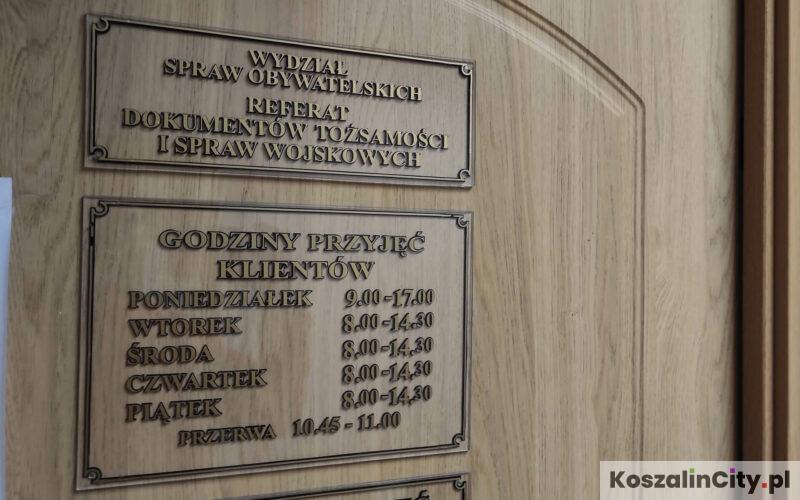 WYDZIAŁ
SPRAW OBYWATELSKICH
REFERAT
DOKUMENTÓW TOŻSAMOŚCI
I SPRAW WOJSKOWYCH
GODZINY PRZYJĘĆ
KLIENTÓW
PONIEDZIAŁEK 9.00-17.00
WTOREK 8.00-14.30
ŚRODA 8.00-14.30
CZWARTEK 8.00-14.30
PIĄTEK 8.00-14.30
PRZERWA 10.45 - 11.00
KoszalinCity.pl